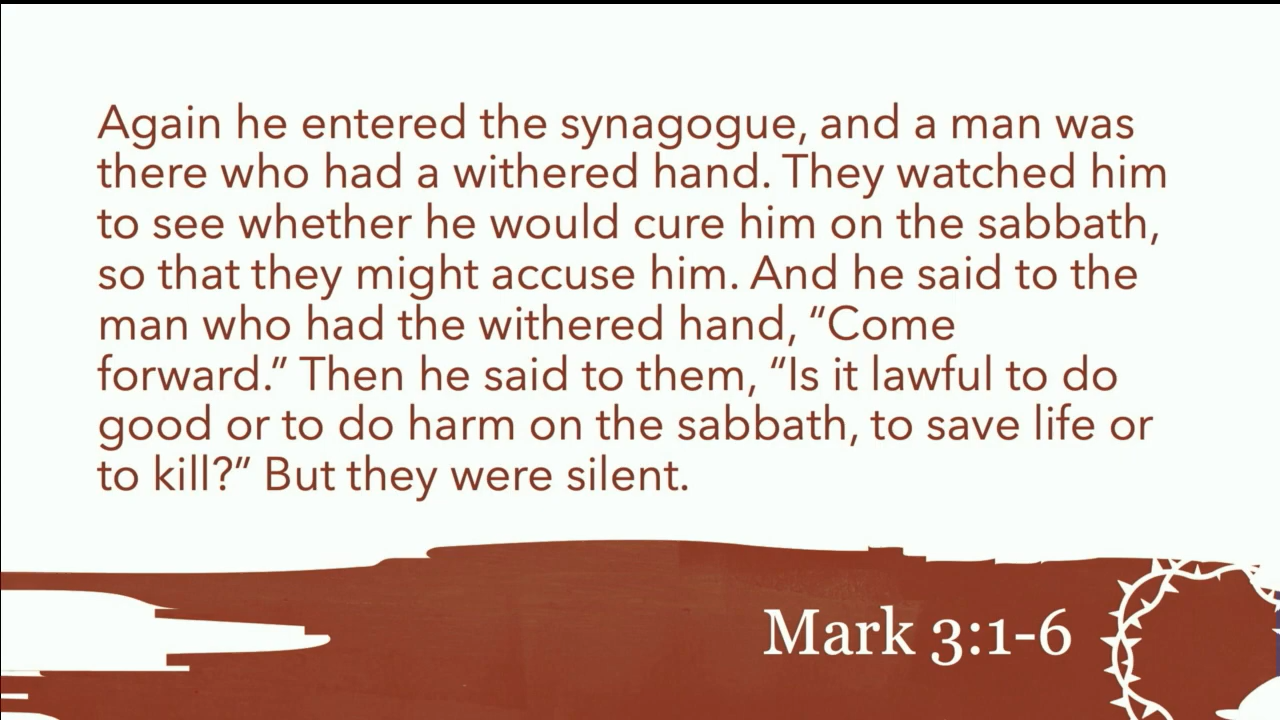 Again he entered the synagogue, and a man was
there who had a withered hand. They watched him
to see whether he would cure him on the sabbath,
so that they might accuse him. And he said to the
man who had the withered hand, “Come
forward.” Then he said to them, “Is it lawful to do
good or to do harm on the sabbath, to save life or
to kill?” But they were silent.
Mark 3:1-6